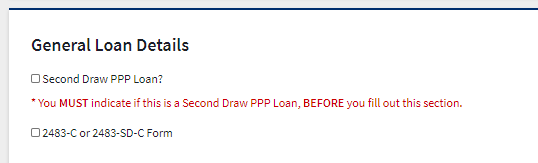 General Loan Details
Second Draw PPP Loan?
* You MUST indicate if this is a Second Draw PPP Loan, BEFORE you fill out this section.
2483-C or 2483-SD-C Form